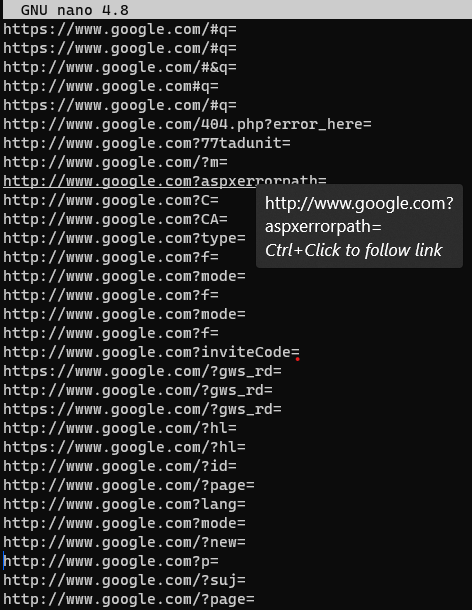 GNU nano 4.8
https://www.google.com/#q=
https://www.google.com/#q=
http://www.google.com/#&q=
http://www.google.com#q=
https://www.google.com/#q=
http://www.google.com/404.php?error_here=
http://www.google.com?77tadunit=
http://www.google.com/?m=
http://www.google.com?aspxerrorpath=
http://www.google.com?C=
http://www.google.com?CA=
http://www.google.com?type=
http://www.google.com?f=
http://www.google.com?mode=
http://www.google.com?f=
http://www.google.com?mode=
http://www.google.com?f=
http://www.google.com?inviteCode=
https://www.google.com/?gws_rd=
http://www.google.com/?gws_rd=
https://www.google.com/?gws_rd=
http://www.google.com/?hl=
https://www.google.com/?hl=
http://www.google.com/?id=
http://www.google.com/?page=
http://www.google.com?lang=
http://www.google.com?mode=
http://www.google.com/?new=
http://www.google.com?p=
http://www.google.com/?suj=
http://www.google.com/?page=
http://www.google.com?
aspxerrorpath=
Ctrl+Click to follow link